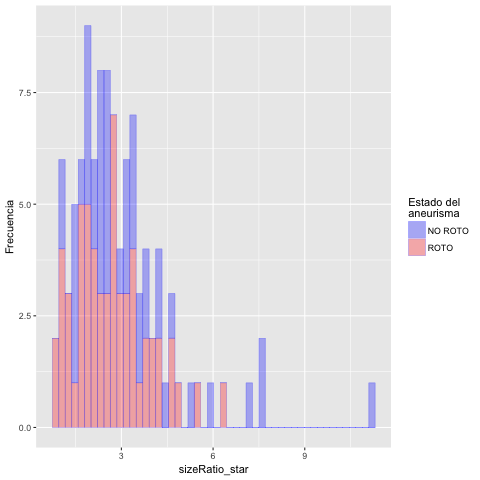 7.5
5.0
2.5
0.0
Frecuencia
3
6
9
sizeRatio_star
Estado del
aneurisma
NO ROTO
ROTO